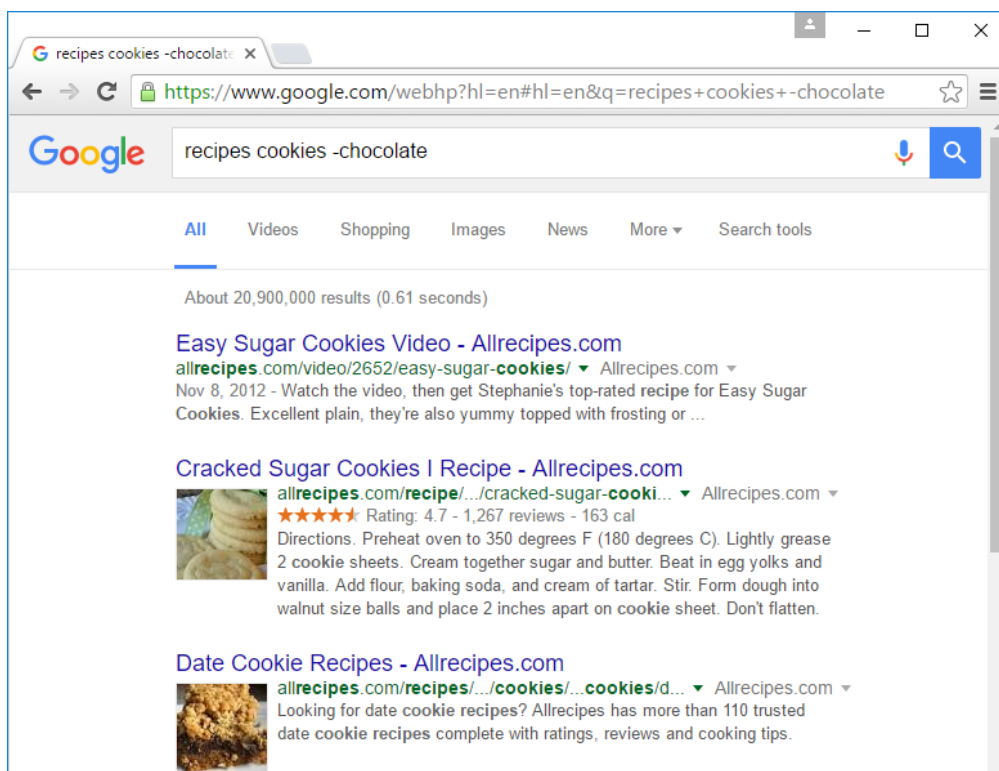 recipes cookies -chocolate
https://www.google.com/webhp?hl=en#hl=en&q=recipes+cookies+-chocolate
Google recipes cookies -chocolate
All Videos Shopping Images News More Search tools
About 20,900,000 results (0.61 seconds)
Easy Sugar Cookies Video - Allrecipes.com
allrecipes.com/video/2652/easy-sugar-cookies/ Allrecipes.com
Nov 8, 2012 - Watch the video, then get Stephanie's top-rated recipe for Easy Sugar
Cookies. Excellent plain, they're also yummy topped with frosting or ...
Cracked Sugar Cookies I Recipe - Allrecipes.com
allrecipes.com/recipe/.../cracked-sugar-cooki... Allrecipes.com
Rating: 4.7 - 1,267 reviews - 163 cal
Directions. Preheat oven to 350 degrees F (180 degrees C). Lightly grease
2 cookie sheets. Cream together sugar and butter. Beat in egg yolks and
vanilla. Add flour, baking soda, and cream of tartar. Stir. Form dough into
walnut size balls and place 2 inches apart on cookie sheet. Don't flatten.
Date Cookie Recipes - Allrecipes.com
allrecipes.com/recipes/.../cookies/...cookies/d... Allrecipes.com
Looking for date cookie recipes? Allrecipes has more than 110 trusted
date cookie recipes complete with ratings, reviews and cooking tips.